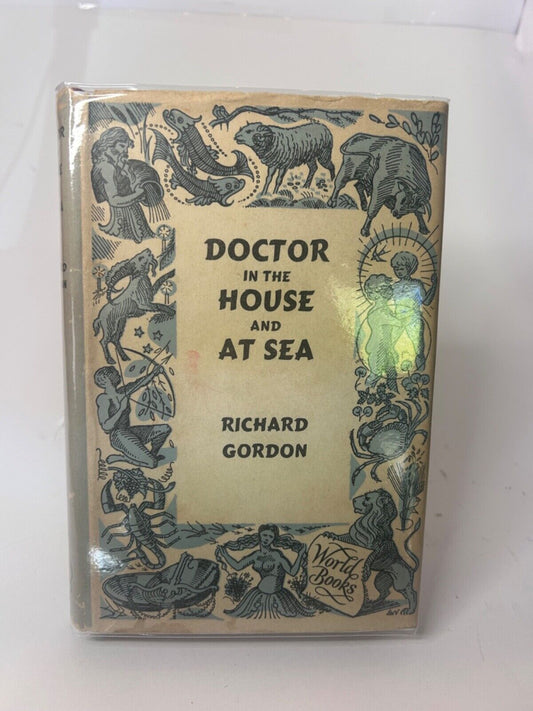 DOCTOR
IN THE
HOUSE
AND
AT SEA
RICHARD
GORDON
World
Books